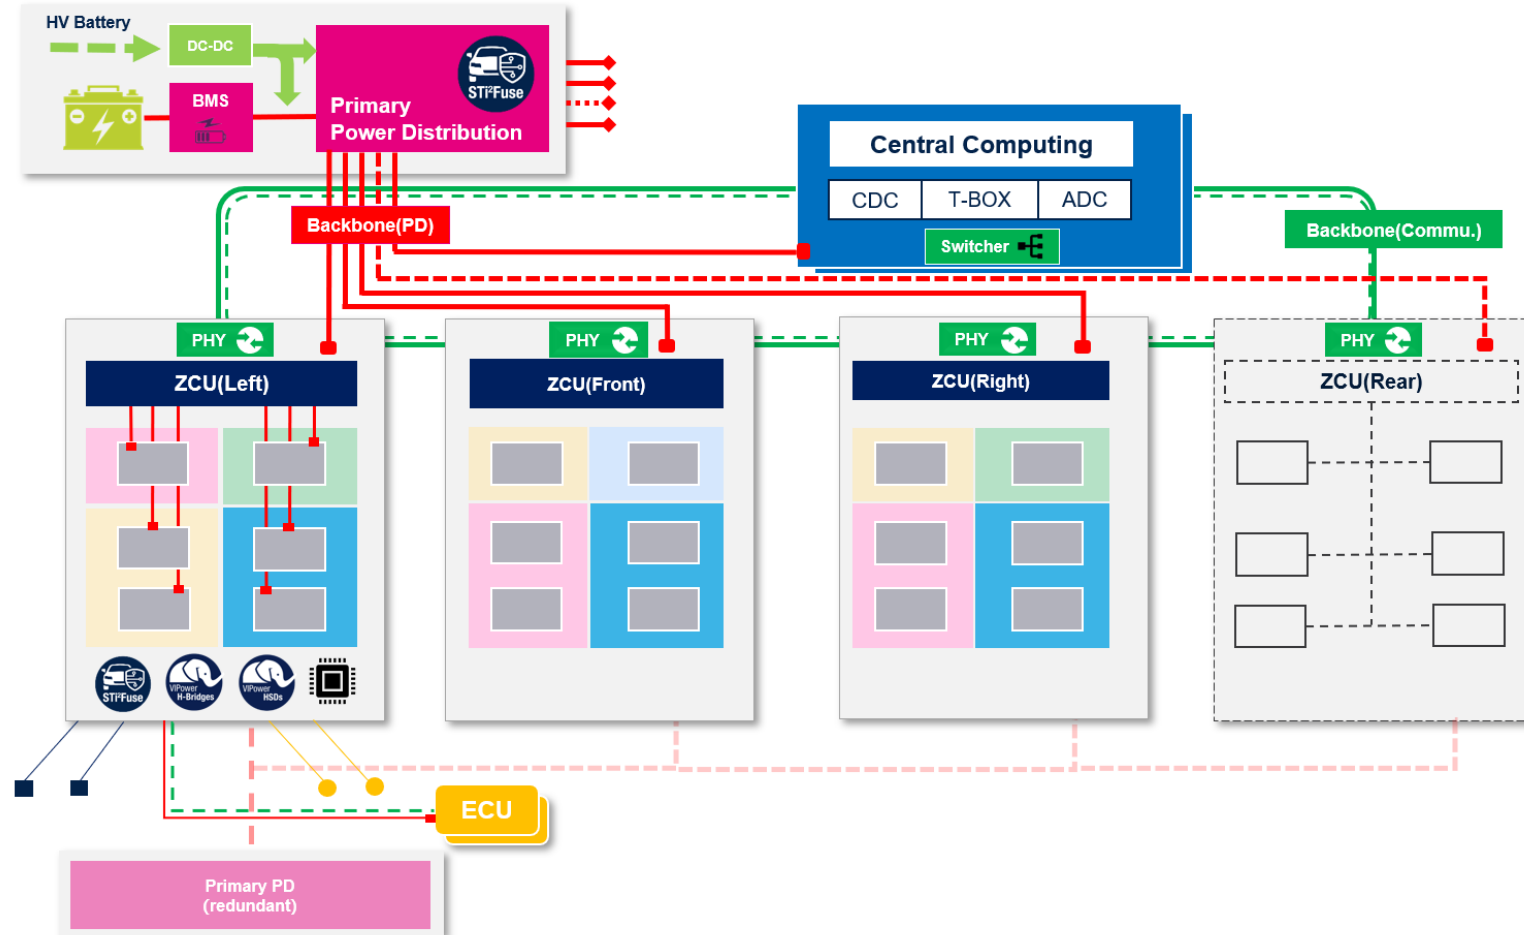 HV Battery
DC-DC
BMS
STi²Fuse
Primary
Power Distribution
Central Computing
CDC
T-BOX
ADC
Switcher
Backbone(PD)
Backbone(Commu.)
PHY
PHY
PHY
PHY
ZCU(Left)
ZCU(Front)
ZCU(Right)
ZCU(Rear)
STi²Fuse
VIPower
H-Bridges
VIPower
HSDs
ECU
Primary PD
(redundant)